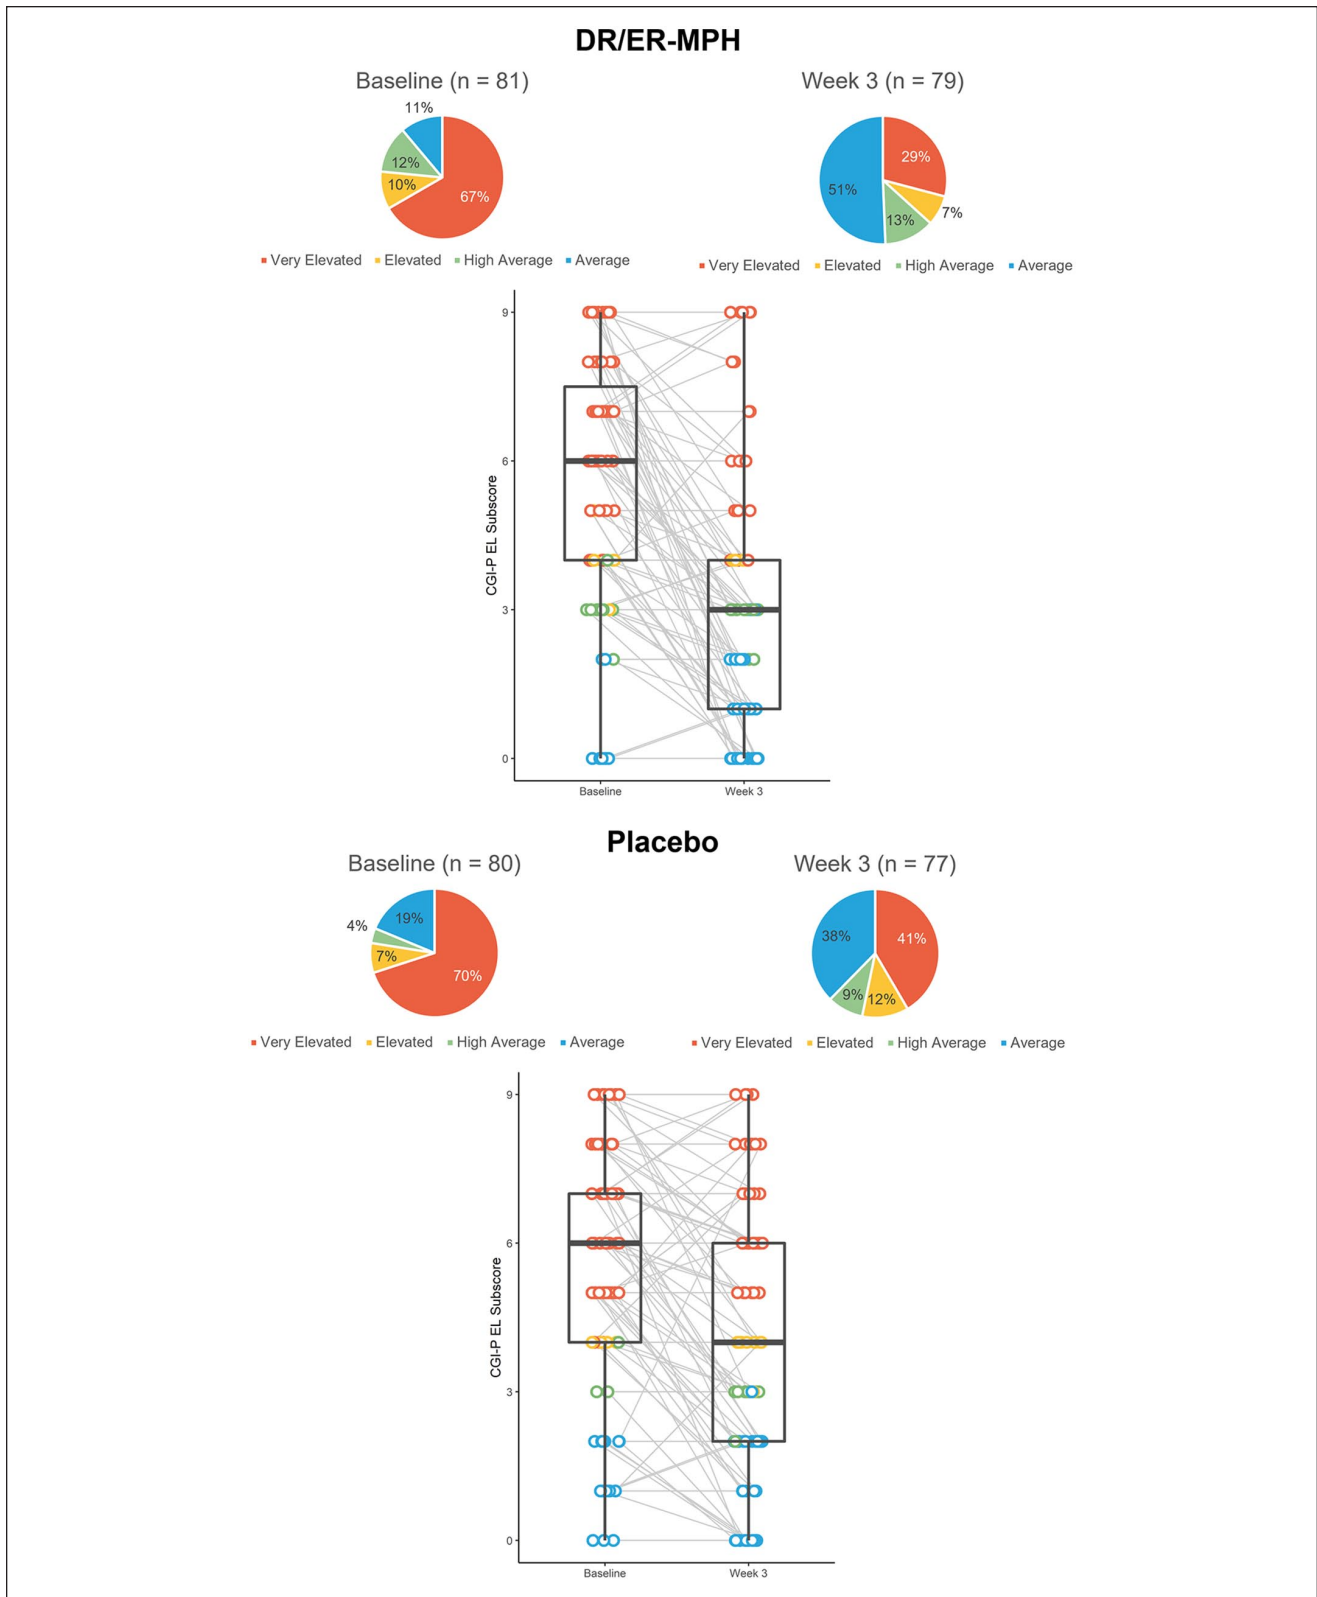 DR/ER-MPH
Baseline (n = 81)
Week 3 (n = 79)
11%
12%
10%
67%
29%
51%
7%
13%
Very Elevated Elevated High Average Average
Very Elevated Elevated High Average Average
CGI-P EL Subscore
9
6
3
0
Baseline Week 3
Placebo
Baseline (n = 80)
Week 3 (n = 77)
19%
4%
7%
70%
38%
41%
9%
12%
Very Elevated Elevated High Average Average
Very Elevated Elevated High Average Average
CGI-P EL Subscore
9
6
3
0
Baseline Week 3